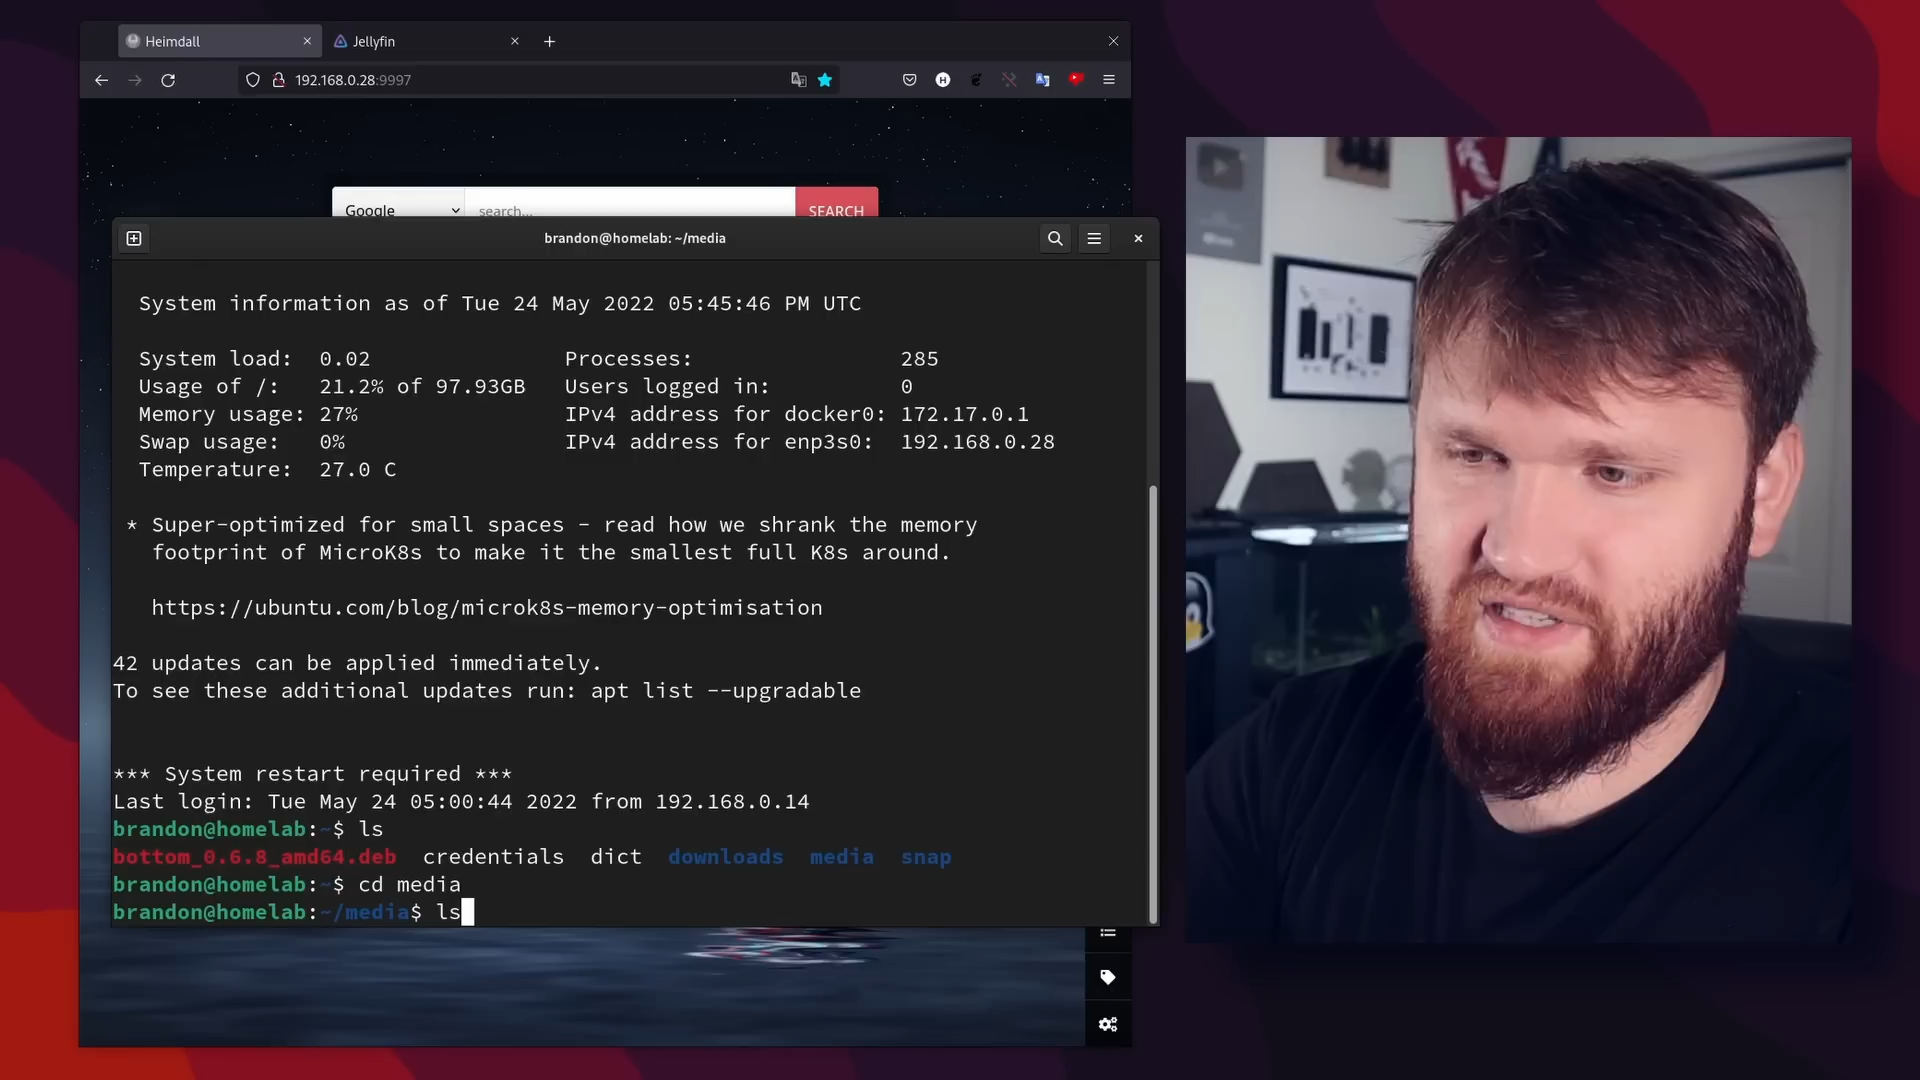 Heimdall
Jellyfin
192.168.0.28:9997
Google
search...
SEARCH
brandon@homelab: ~/media
System information as of Tue 24 May 2022 05:45:46 PM UTC
System load: 0.02 Processes: 285
Usage of /: 21.2% of 97.93GB Users logged in: 0
Memory usage: 27% IPv4 address for docker0: 172.17.0.1
Swap usage: 0% IPv4 address for enp3s0: 192.168.0.28
Temperature: 27.0 C
* Super-optimized for small spaces - read how we shrank the memory
footprint of MicroK8s to make it the smallest full K8s around.
https://ubuntu.com/blog/microk8s-memory-optimisation
42 updates can be applied immediately.
To see these additional updates run: apt list --upgradable
*** System restart required ***
Last login: Tue May 24 05:00:44 2022 from 192.168.0.14
brandon@homelab:~$ ls
bottom_0.6.8_amd64.deb credentials dict downloads media snap
brandon@homelab:~$ cd media
brandon@homelab:~/media$ ls